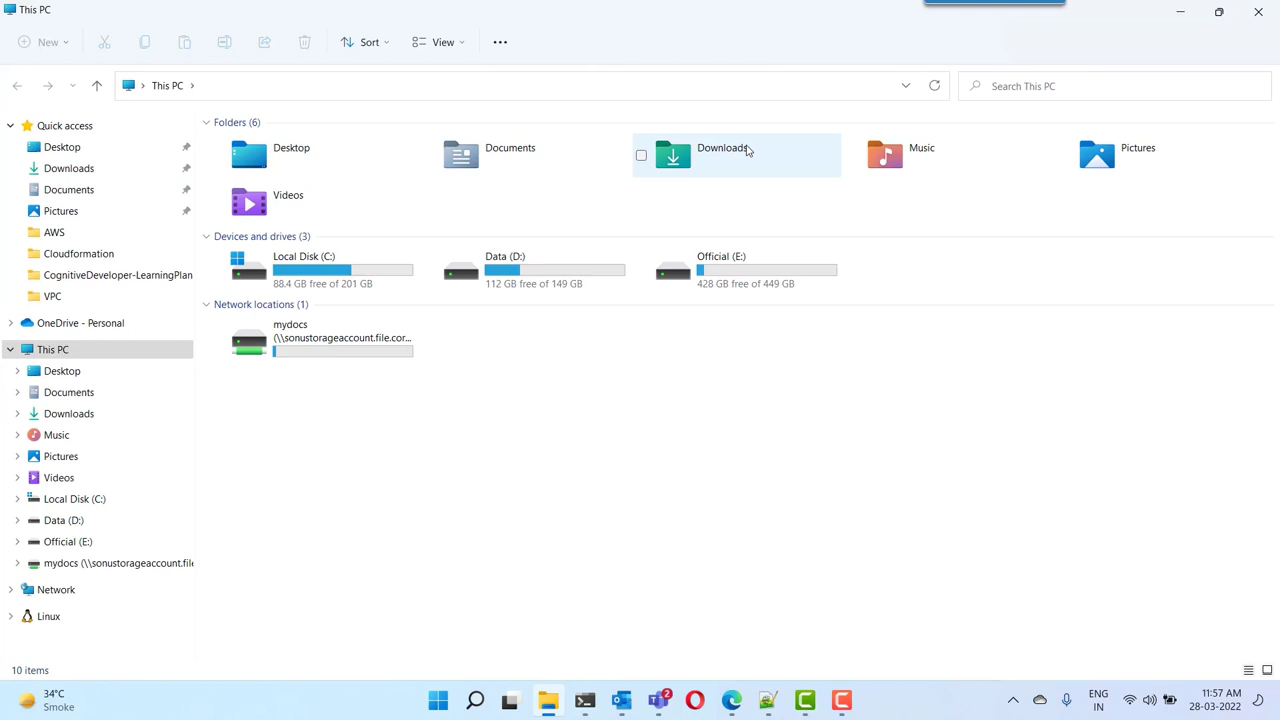 This PC
New
Sort
View
This PC
Search This PC
Quick access
Desktop
Downloads
Documents
Pictures
AWS
Cloudformation
CognitiveDeveloper-LearningPlan
VPC
OneDrive - Personal
This PC
Desktop
Documents
Downloads
Music
Pictures
Videos
Local Disk (C:)
Data (D:)
Official (E:)
mydocs (\\sonustorageaccount.file
Network
Linux
Folders (6)
Desktop
Documents
Downloads
Music
Pictures
Videos
Devices and drives (3)
Local Disk (C:)
88.4 GB free of 201 GB
Data (D:)
112 GB free of 149 GB
Official (E:)
428 GB free of 449 GB
Network locations (1)
mydocs
(\\sonustorageaccount.file.cor...
10 items
34°C
Smoke
2
ENG
IN
11:57 AM
28-03-2022